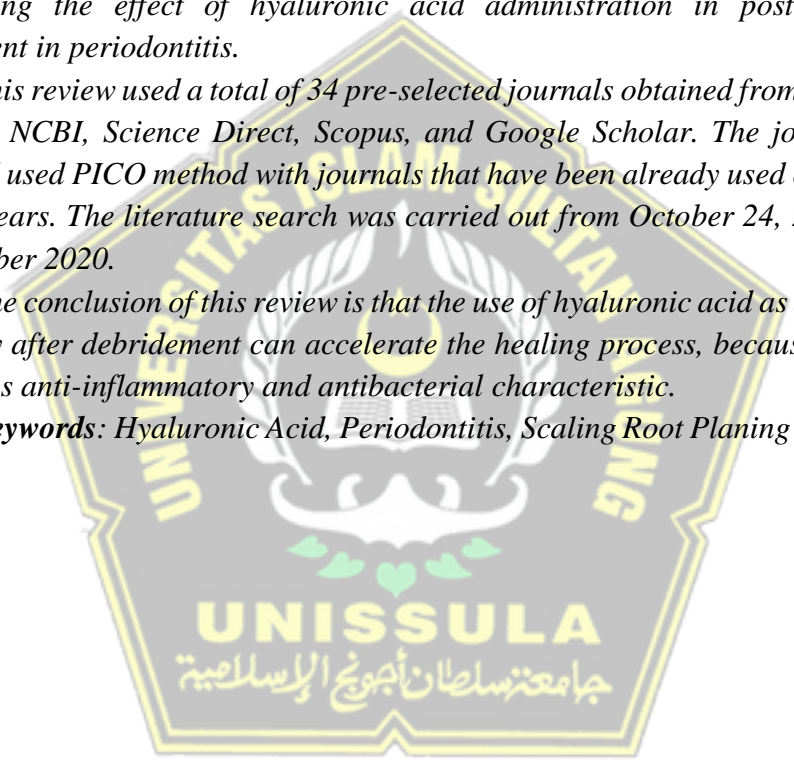 ng the effect of hyaluronic acid administration in post
ent in periodontitis.
his review used a total of 34 pre-selected journals obtained from
NCBI, Science Direct, Scopus, and Google Scholar. The jo
used PICO method with journals that have been already used
ears. The literature search was carried out from October 24,
ber 2020.
he conclusion of this review is that the use of hyaluronic acid as
after debridement can accelerate the healing process, becaus
s anti-inflammatory and antibacterial characteristic.
eywords: Hyaluronic Acid, Periodontitis, Scaling Root Planing
UNIVERSITAS ISLAM SULTAN AGUNG
UNISSULA
جامعة سلطان أجونج الإسلامية